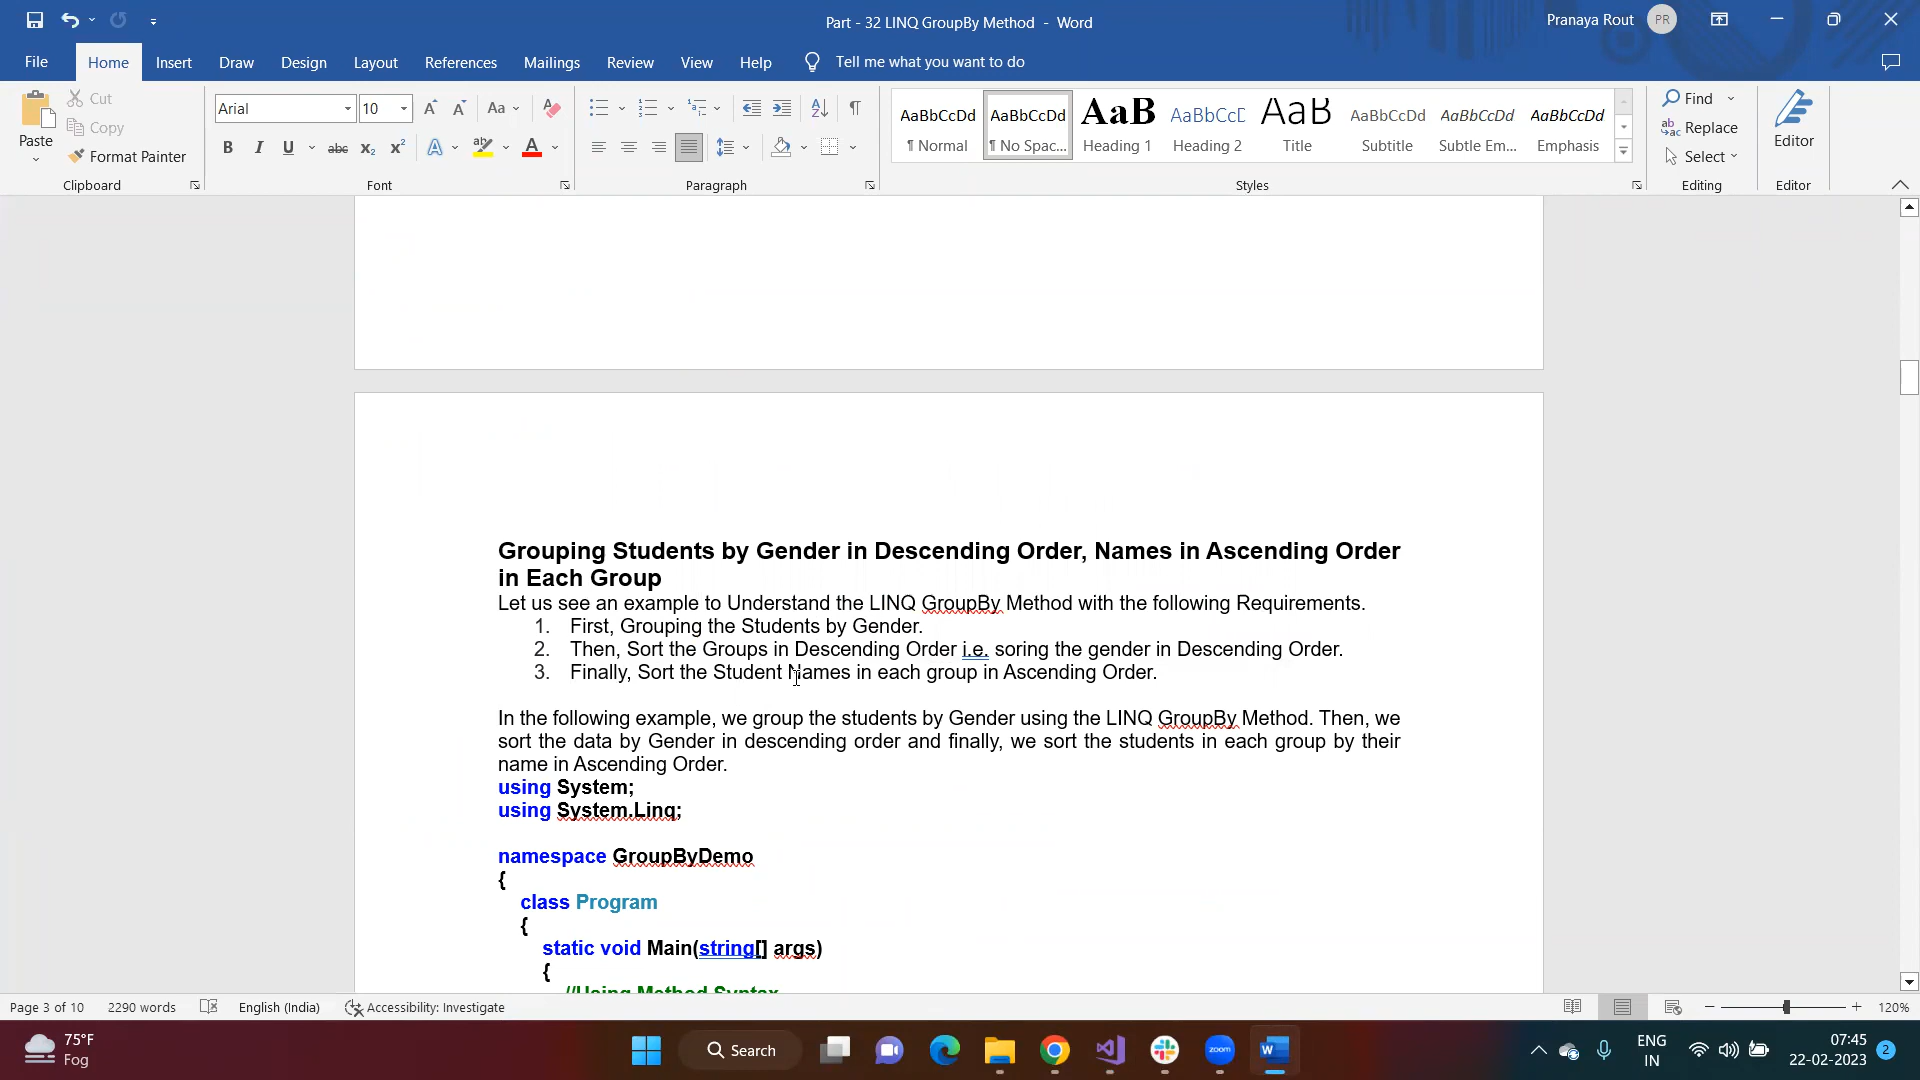 Part - 32 LINQ GroupBy Method - Word
Pranaya Rout PR
File Home Insert Draw Design Layout References Mailings Review View Help Tell me what you want to do
Paste
Cut
Copy
Format Painter
Clipboard
Arial 10
Aa
B I U abc x₂ x² A ab A
Font
Paragraph
AaBbCcDd AaBbCcDd AaB AaBbCcD AaB AaBbCcDd AaBbCcDd AaBbCcDd
¶ Normal ¶ No Spac... Heading 1 Heading 2 Title Subtitle Subtle Em... Emphasis
Styles
Find
Replace
Select
Editing
Editor
Editor
Grouping Students by Gender in Descending Order, Names in Ascending Order
in Each Group
Let us see an example to Understand the LINQ GroupBy Method with the following Requirements.
1. First, Grouping the Students by Gender.
2. Then, Sort the Groups in Descending Order i.e. soring the gender in Descending Order.
3. Finally, Sort the Student Names in each group in Ascending Order.
In the following example, we group the students by Gender using the LINQ GroupBy Method. Then, we
sort the data by Gender in descending order and finally, we sort the students in each group by their
name in Ascending Order.
using System;
using System.Linq;
namespace GroupByDemo
{
class Program
{
static void Main(string[] args)
{
//Using Method Syntax
Page 3 of 10 2290 words English (India) Accessibility: Investigate 120%
75°F
Fog
Search
zoom
ENG
IN
07:45
22-02-2023
2